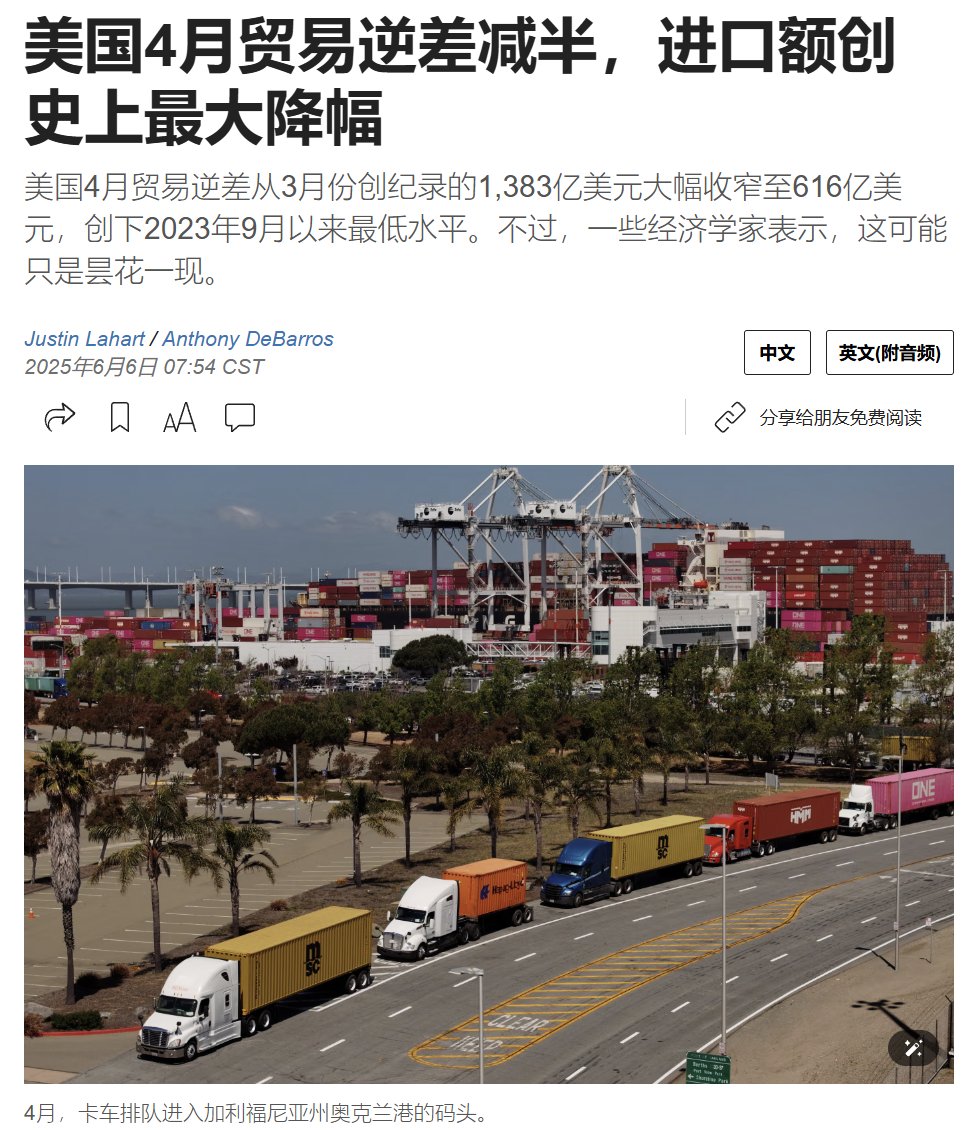 美国4月贸易逆差减半，进口额创
史上最大降幅
美国4月贸易逆差从3月份创纪录的1,383亿美元大幅收窄至616亿美
元，创下2023年9月以来最低水平。不过，一些经济学家表示，这可能
只是昙花一现。
Justin Lahart / Anthony DeBarros
2025年6月6日 07:54 CST
中文
英文(附音频)
AA
分享给朋友免费阅读
ONE
HMM
msc
Hapag-Lloyd
msc
CLEAR
KEEP
4月，卡车排队进入加利福尼亚州奥克兰港的码头。